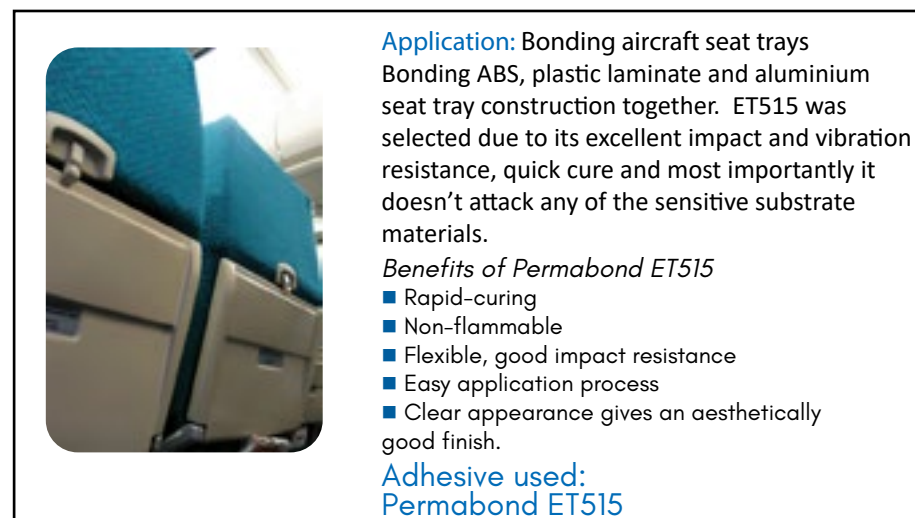 Application: Bonding aircraft seat trays
Bonding ABS, plastic laminate and aluminium
seat tray construction together.  ET515 was
selected due to its excellent impact and vibration
resistance, quick cure and most importantly it
doesn't attack any of the sensitive substrate
materials.
Benefits of Permabond ET515
■ Rapid-curing
■ Non-flammable
■ Flexible, good impact resistance
■ Easy application process
■ Clear appearance gives an aesthetically
good finish.
Adhesive used:
Permabond ET515